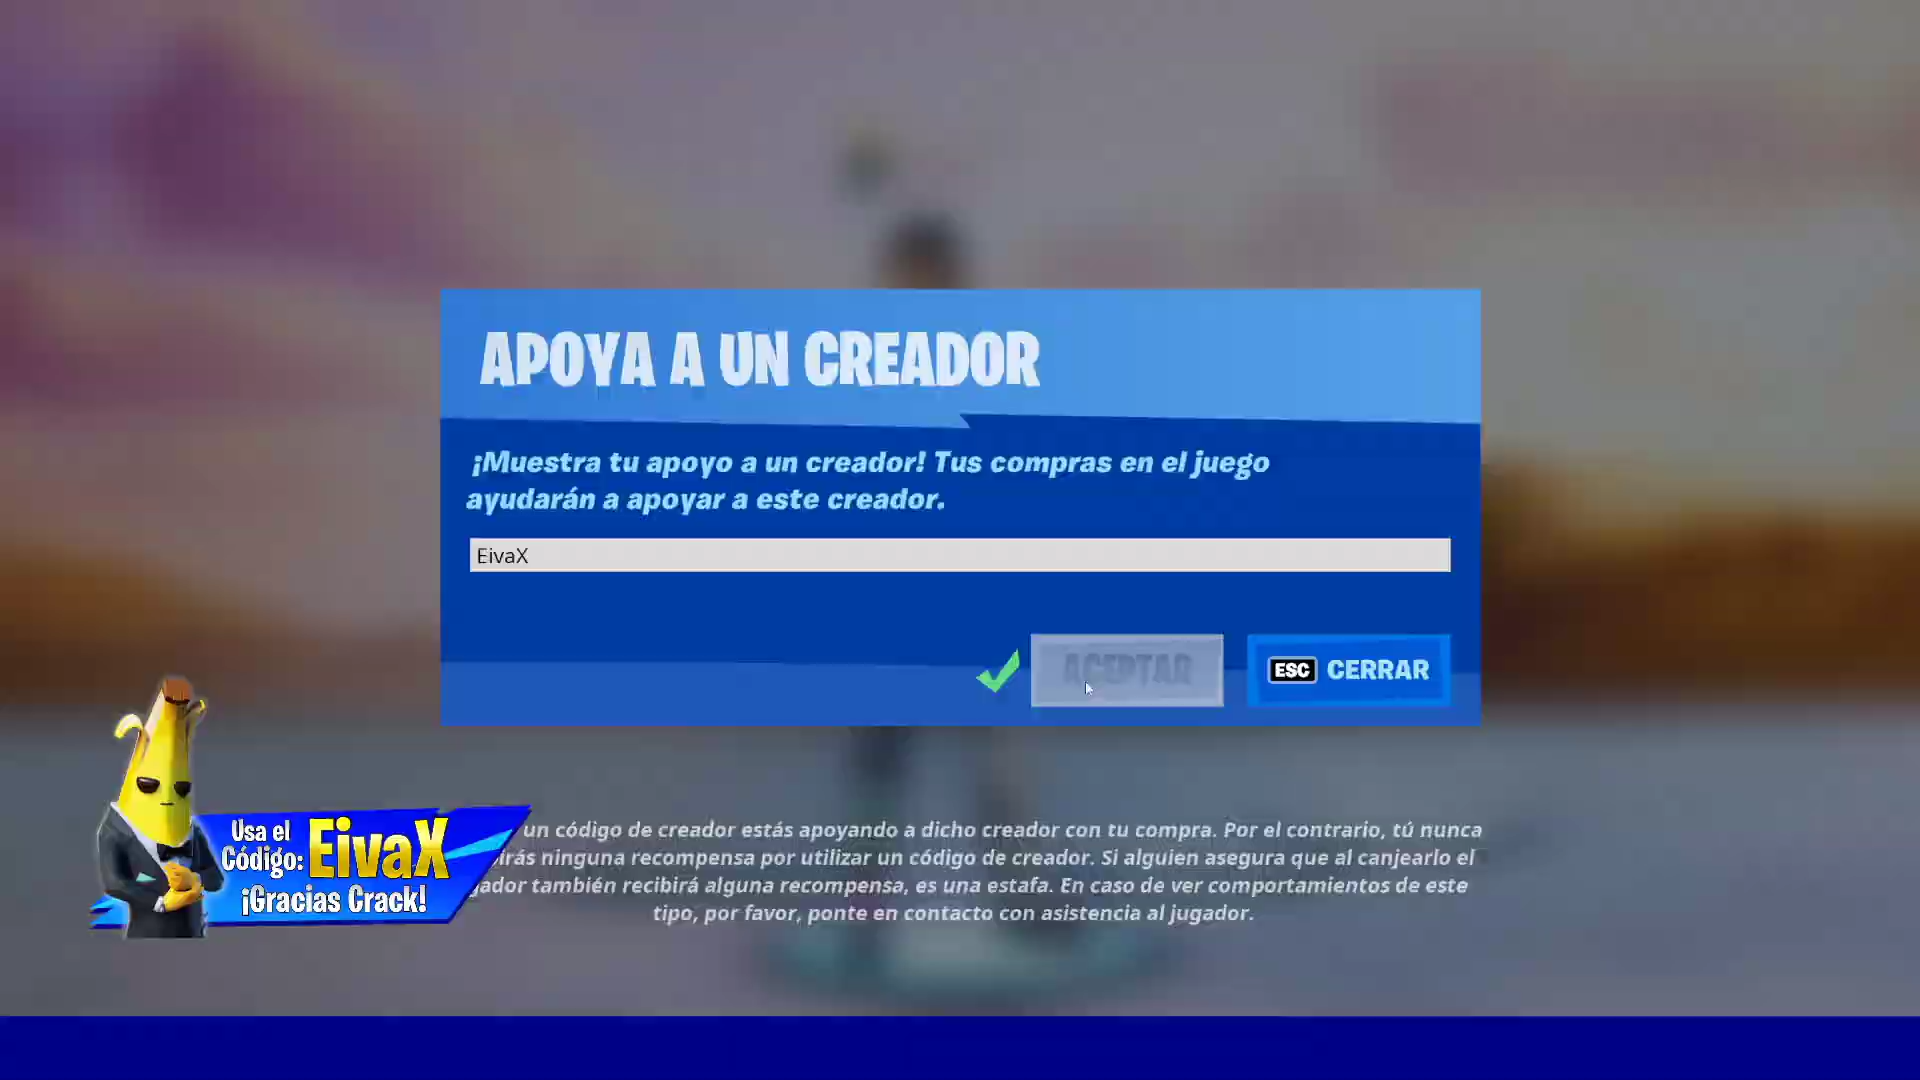 APOYA A UN CREADOR
¡Muestra tu apoyo a un creador! Tus compras en el juego
ayudarán a apoyar a este creador.
EivaX
ACEPTAR
ESC CERRAR
Usa el
Código: EivaX
¡Gracias Crack!
un código de creador estás apoyando a dicho creador con tu compra. Por el contrario, tú nunca
irás ninguna recompensa por utilizar un código de creador. Si alguien asegura que al canjearlo el
gador también recibirá alguna recompensa, es una estafa. En caso de ver comportamientos de este
tipo, por favor, ponte en contacto con asistencia al jugador.